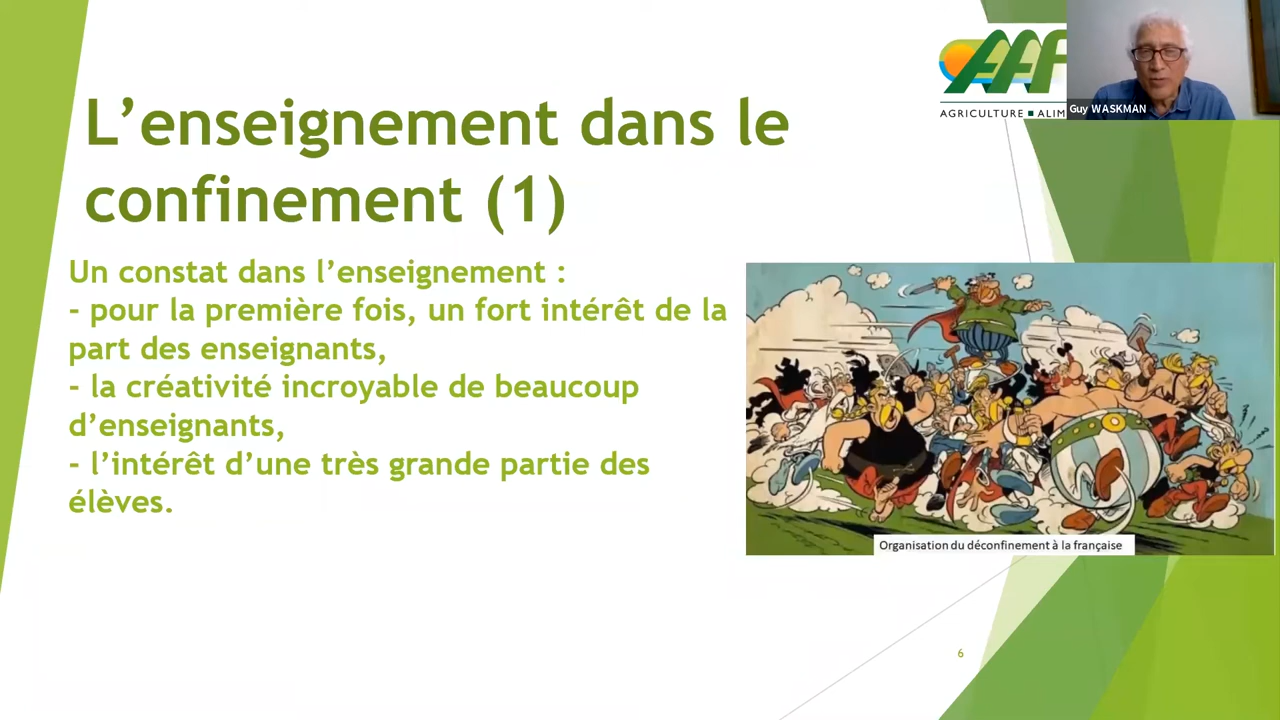 AAF
AGRICULTURE ■ ALIM
Guy WASKMAN
L’enseignement dans le
confinement (1)
Un constat dans l’enseignement :
- pour la première fois, un fort intérêt de la
part des enseignants,
- la créativité incroyable de beaucoup
d’enseignants,
- l’intérêt d’une très grande partie des
élèves.
Organisation du déconfinement à la française
6